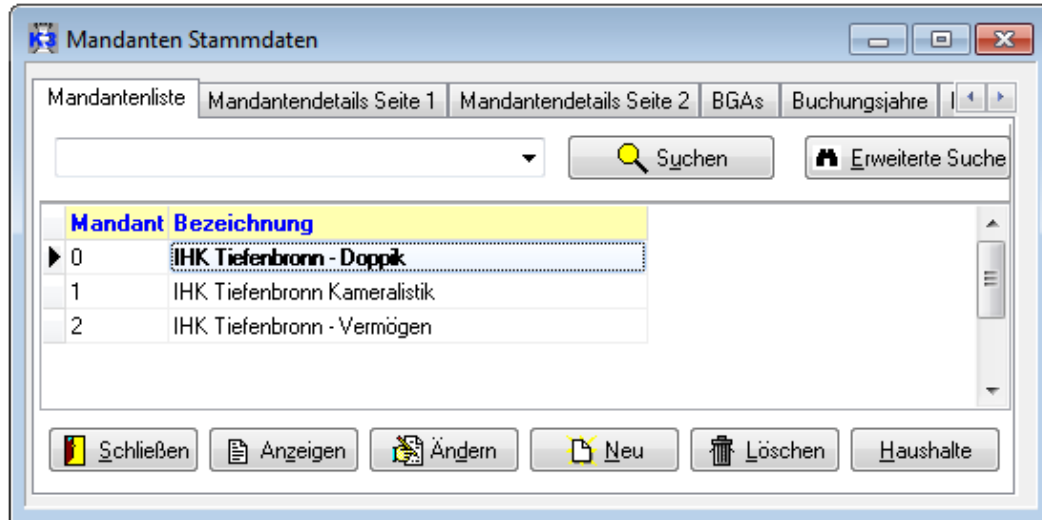 K3 Mandanten Stammdaten
Mandantenliste Mandantendetails Seite 1 Mandantendetails Seite 2 BGAs Buchungsjahre
Suchen Erweiterte Suche
Mandant Bezeichnung
0 IHK Tiefenbronn - Doppik
1 IHK Tiefenbronn Kameralistik
2 IHK Tiefenbronn - Vermögen
Schließen Anzeigen Ändern Neu Löschen Haushalte